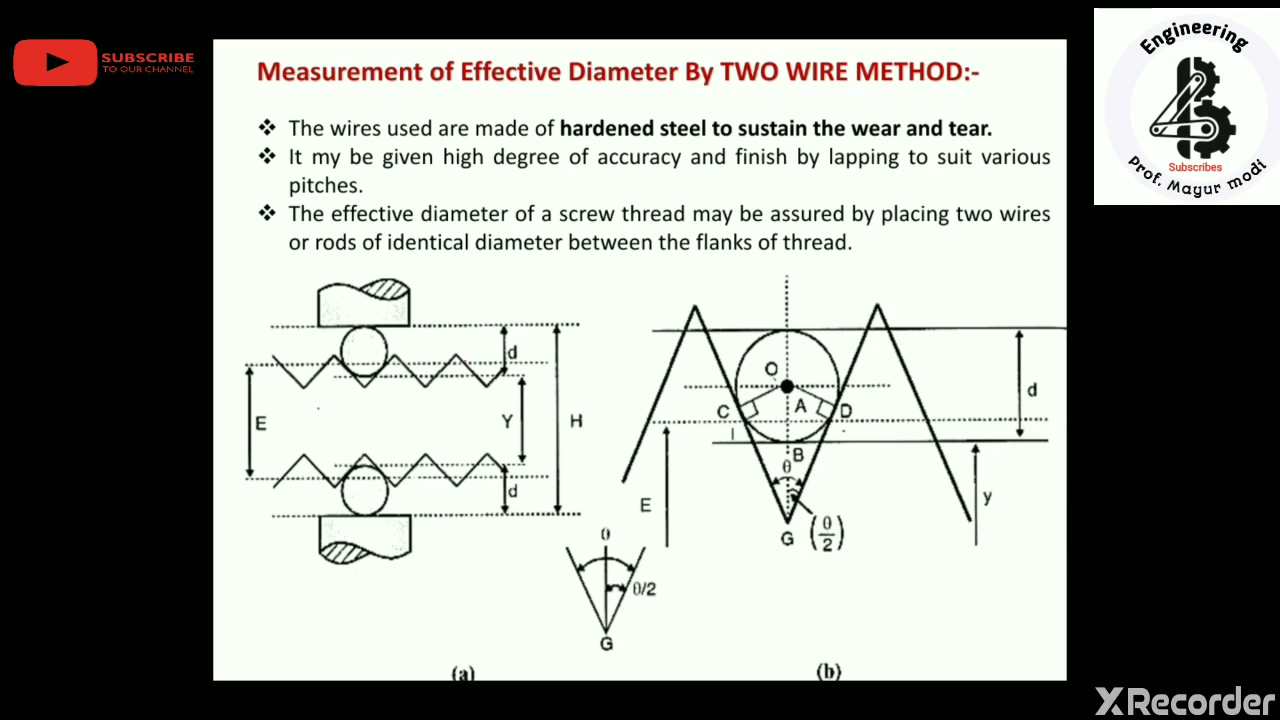 SUBSCRIBE
TO OUR CHANNEL
Engineering
Subscribes
Prof. Mayur modi
Measurement of Effective Diameter By TWO WIRE METHOD:-
❖ The wires used are made of hardened steel to sustain the wear and tear.
❖ It my be given high degree of accuracy and finish by lapping to suit various
pitches.
❖ The effective diameter of a screw thread may be assured by placing two wires
or rods of identical diameter between the flanks of thread.
d
E
Y
H
d
θ
θ/2
G
(a)
O
C
A
D
d
I
B
θ
E
y
G
(θ/2)
(b)
XRecorder